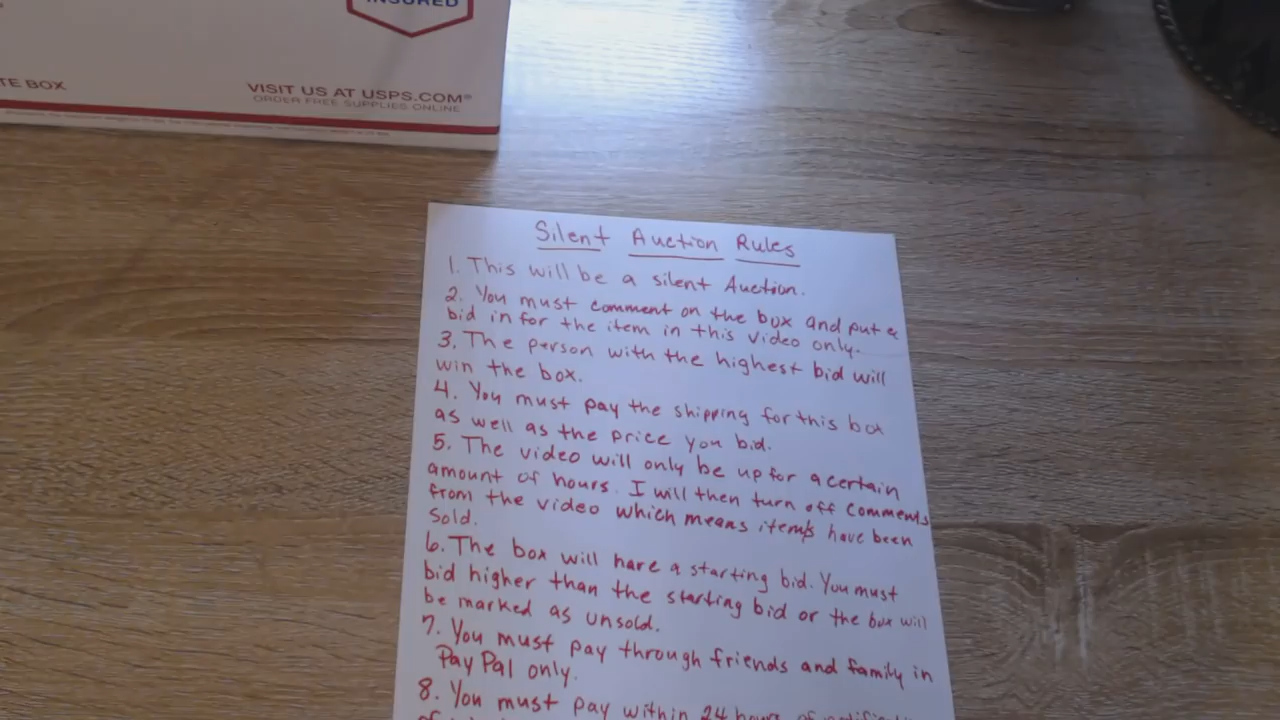 INSURED
TE BOX
VISIT US AT USPS.COM®
ORDER FREE SUPPLIES ONLINE
Silent Auction Rules
1. This will be a silent Auction.
2. You must comment on the box and put a
bid in for the item in this video only.
3. The person with the highest bid will
win the box.
4. You must pay the shipping for this box
as well as the price you bid.
5. The video will only be up for a certain
amount of hours. I will then turn off comments
from the video which means items have been
sold.
6. The box will have a starting bid. You must
bid higher than the starting bid or the box will
be marked as unsold.
7. You must pay through friends and family in
PayPal only.
8. You must pay within 24 hours of
of